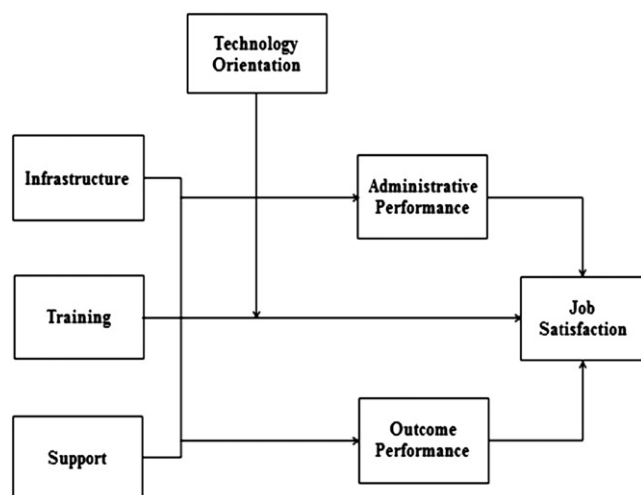 Technology
Orientation
Infrastructure
Administrative
Performance
Training
Job
Satisfaction
Support
Outcome
Performance